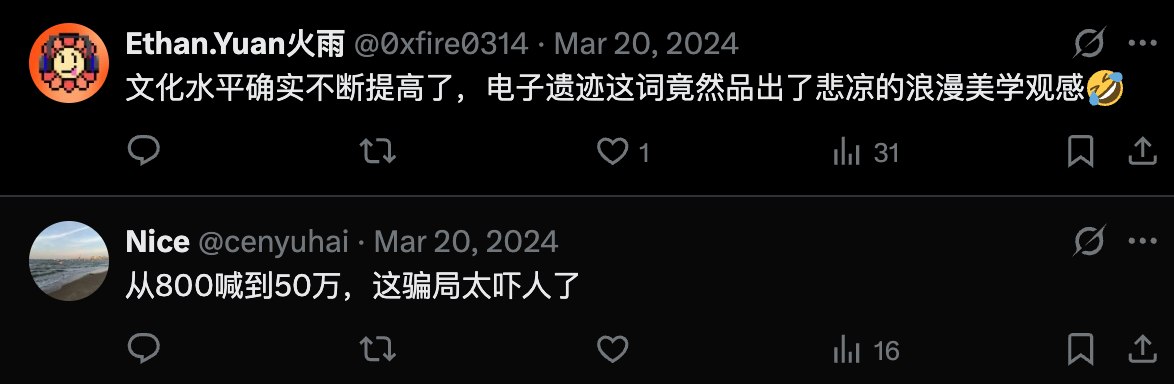 Ethan.Yuan火雨 @0xfire0314 · Mar 20, 2024
文化水平确实不断提高了，电子遗迹这词竟然品出了悲凉的浪漫美学观感🤣
1 31
Nice @cenyuhai · Mar 20, 2024
从800喊到50万，这骗局太吓人了
16